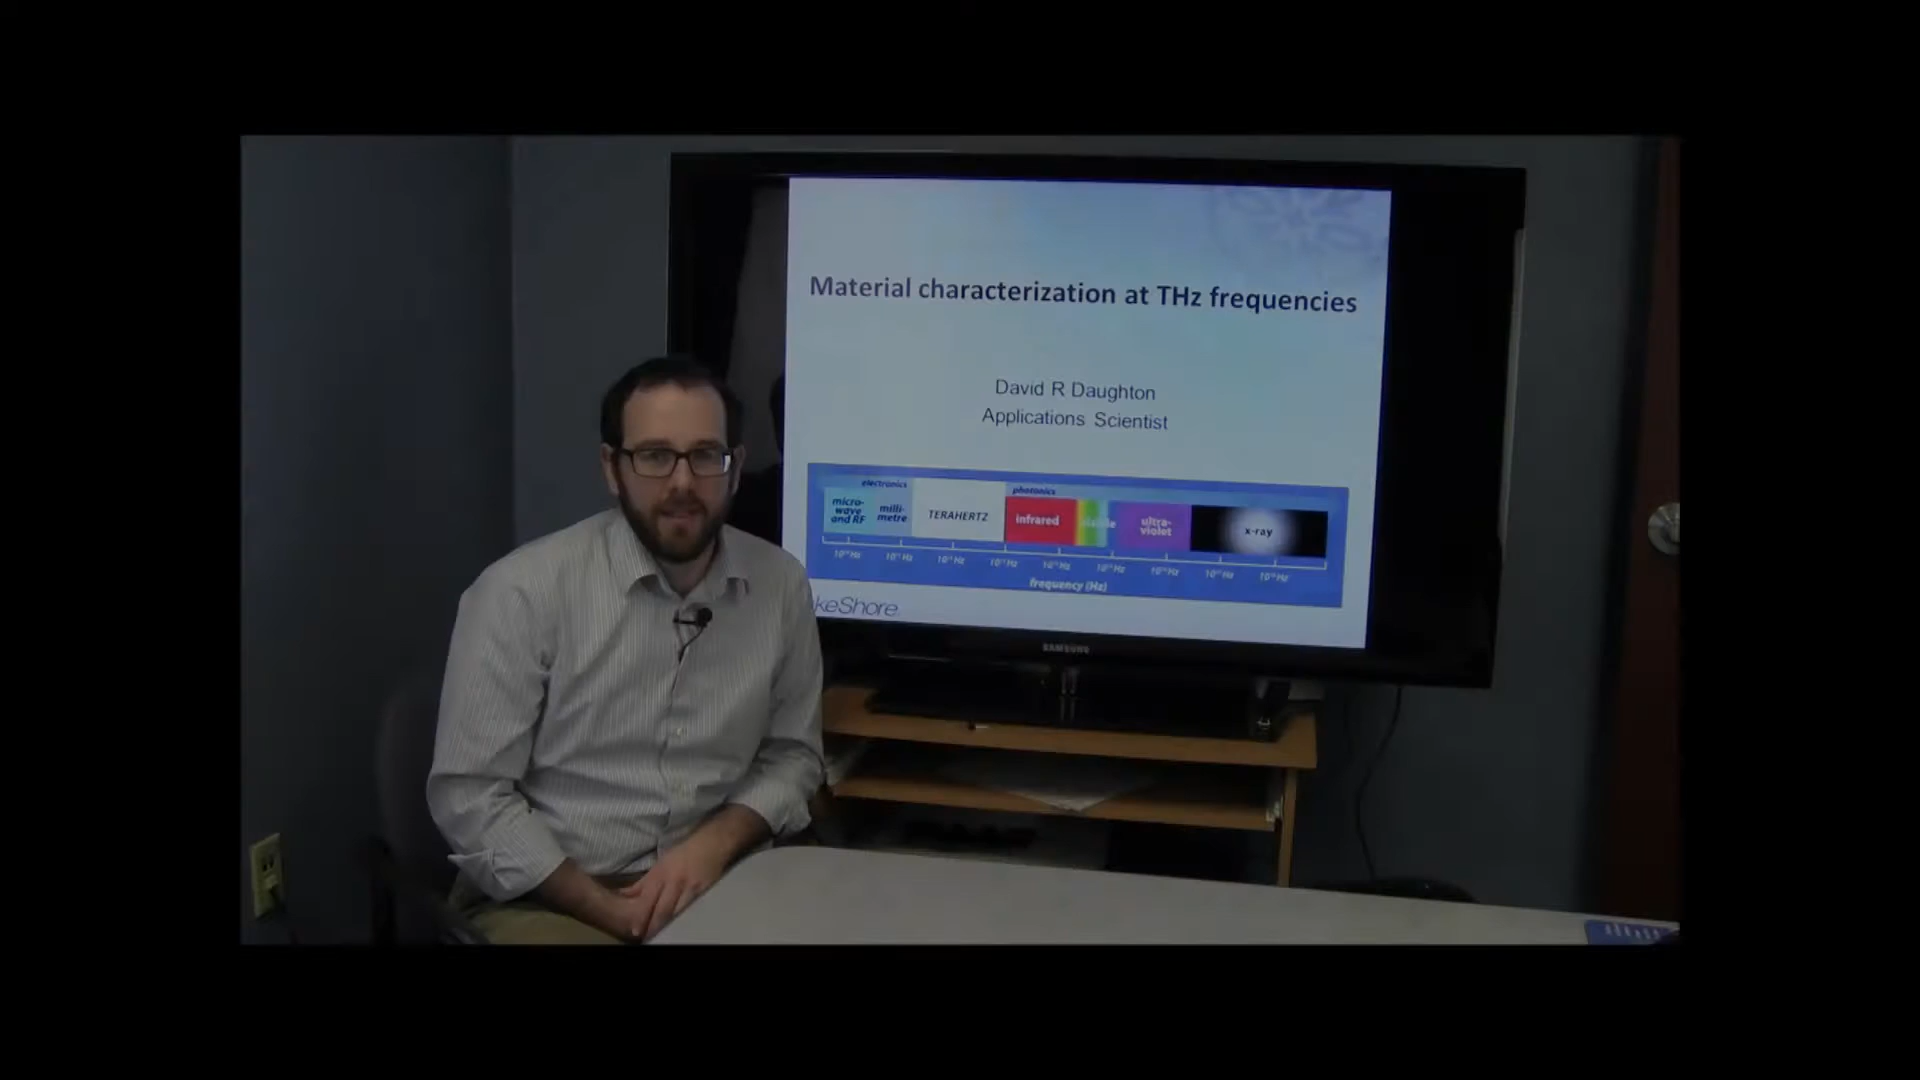 Material characterization at THz frequencies
David R Daughton
Applications Scientist
electronics
photonics
micro-
wave
and RF
milli-
metre
TERAHERTZ
infrared
ultra-
violet
x-ray
frequency (Hz)
keShore
SAMSUNG